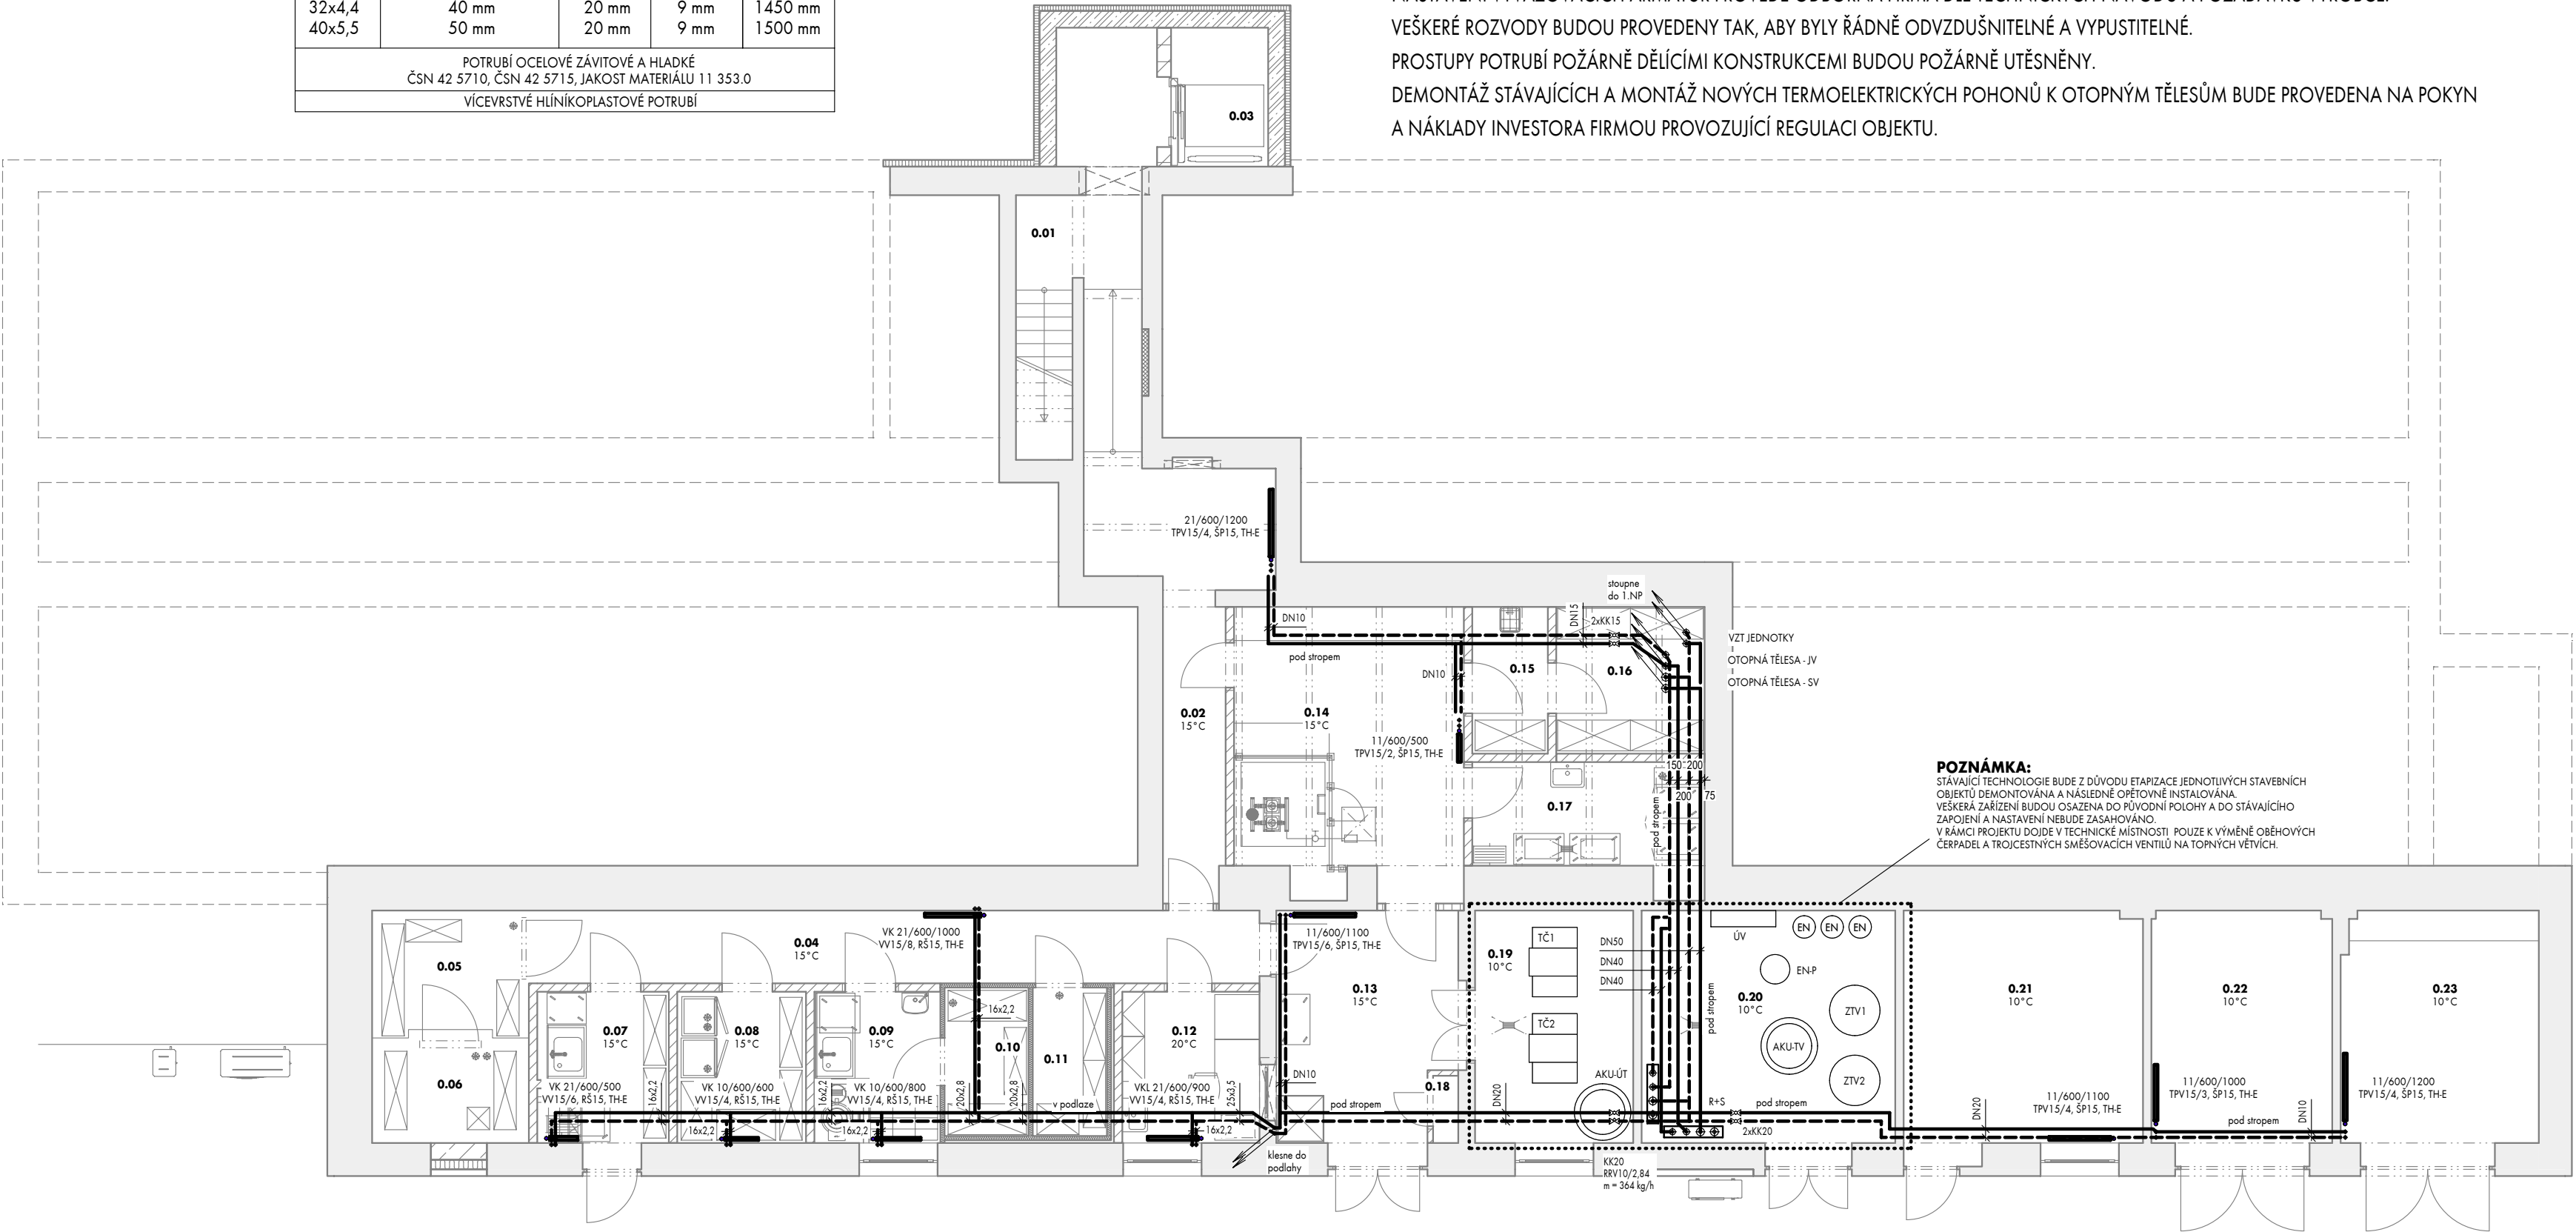 32x4,4 40 mm 20 mm 9 mm 1450 mm
40x5,5 50 mm 20 mm 9 mm 1500 mm
POTRUBÍ OCELOVÉ ZÁVITOVÉ A HLADKÉ
ČSN 42 5710, ČSN 42 5715, JAKOST MATERIÁLU 11 353.0
VÍCEVRSTVÉ HLINÍKOPLASTOVÉ POTRUBÍ
VEŠKERÉ ROZVODY BUDOU PROVEDENY TAK, ABY BYLY ŘÁDNĚ ODVZDUŠNITELNÉ A VYPUSTITELNÉ.
PROSTUPY POTRUBÍ POŽÁRNĚ DĚLÍCÍMI KONSTRUKCEMI BUDOU POŽÁRNĚ UTĚSNĚNY.
DEMONTÁŽ STÁVAJÍCÍCH A MONTÁŽ NOVÝCH TERMOELEKTRICKÝCH POHONŮ K OTOPNÝM TĚLESŮM BUDE PROVEDENA NA POKYN
A NÁKLADY INVESTORA FIRMOU PROVOZUJÍCÍ REGULACI OBJEKTU.
0.03
0.01
21/600/1200
TPV15/4, ŠP15, TH-E
stoupne
do 1.NP
DN10
DN15
2xKK15
VZT JEDNOTKY
OTOPNÁ TĚLESA - JV
OTOPNÁ TĚLESA - SV
pod stropem
DN10
0.15
0.16
0.02
15°C
0.14
15°C
11/600/500
TPV15/2, ŠP15, TH-E
150 200
200 75
0.17
pod stropem
POZNÁMKA:
STÁVAJÍCÍ TECHNOLOGIE BUDE Z DŮVODU ETAPIZACE JEDNOTLIVÝCH STAVEBNÍCH
OBJEKTŮ DEMONTOVÁNA A NÁSLEDNĚ OPĚTOVNĚ INSTALOVÁNA.
VEŠKERÁ ZAŘÍZENÍ BUDOU OSAZENA DO PŮVODNÍ POLOHY A DO STÁVAJÍCÍHO
ZAPOJENÍ A NASTAVENÍ NEBUDE ZASAHOVÁNO.
V RÁMCI PROJEKTU DOJDE V TECHNICKÉ MÍSTNOSTI POUZE K VÝMĚNĚ OBĚHOVÝCH
ČERPADEL A TROJCESTNÝCH SMĚŠOVACÍCH VENTILŮ NA TOPNÝCH VĚTVÍCH.
VK 21/600/1000
VV15/8, RŠ15, TH-E
0.04
15°C
0.05
0.06
11/600/1100
TPV15/6, ŠP15, TH-E
0.13
15°C
0.19
10°C
TČ1
TČ2
DN50
DN40
DN40
ÚV
EN EN EN
EN-P
0.20
10°C
pod stropem
ZTV1
AKU-TV
ZTV2
0.21
10°C
0.22
10°C
0.23
10°C
0.07
15°C
0.08
15°C
0.09
15°C
16x2,2
0.10
0.11
0.12
20°C
VK 21/600/500
VV15/6, RŠ15, TH-E
16x2,2
VK 10/600/600
VV15/4, RŠ15, TH-E
16x2,2
VK 10/600/800
VV15/4, RŠ15, TH-E
20x2,8
20x2,8
VKL 21/600/900
VV15/4, RŠ15, TH-E
25x3,5
DN10
0.18
AKU-ÚT
DN20
R+S
v podlaze
pod stropem
pod stropem
16x2,2
16x2,2
16x2,2
2xKK20
11/600/1100
TPV15/4, ŠP15, TH-E
DN20
11/600/1000
TPV15/3, ŠP15, TH-E
11/600/1200
TPV15/4, ŠP15, TH-E
pod stropem
DN10
klesne do
podlahy
KK20
RRV10/2,84
m = 364 kg/h